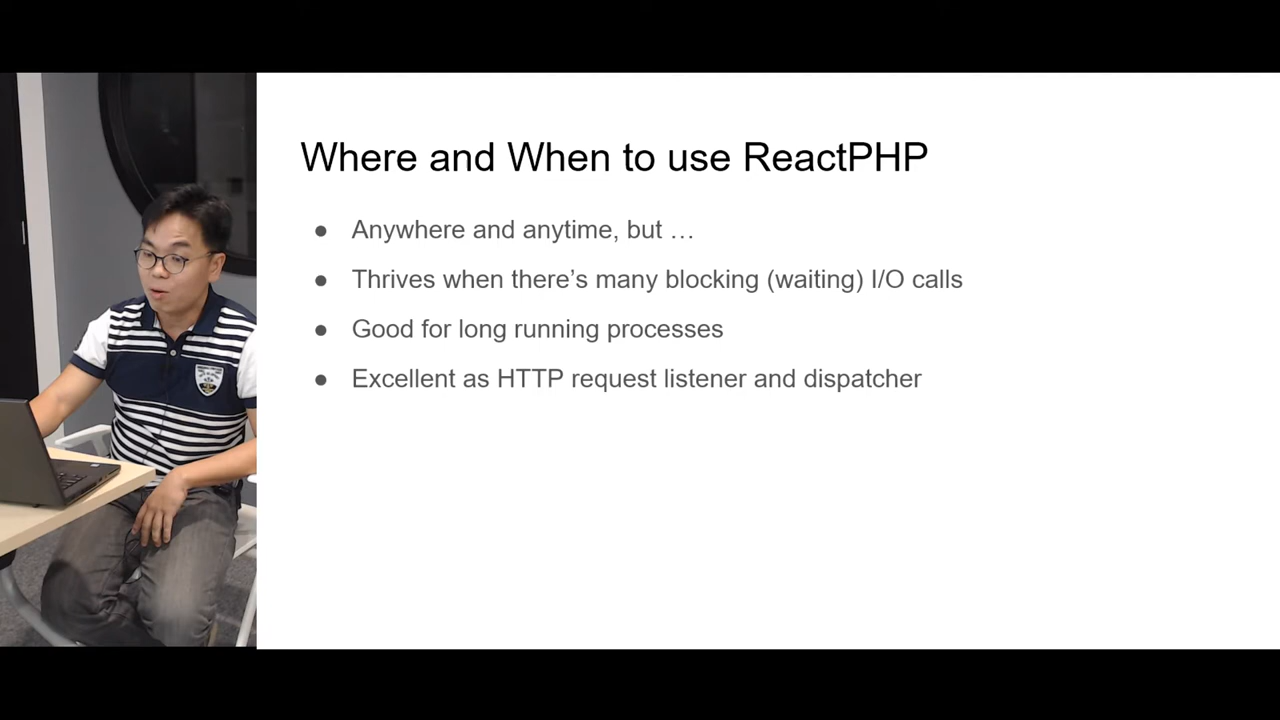 Where and When to use ReactPHP
● Anywhere and anytime, but …
● Thrives when there’s many blocking (waiting) I/O calls
● Good for long running processes
● Excellent as HTTP request listener and dispatcher